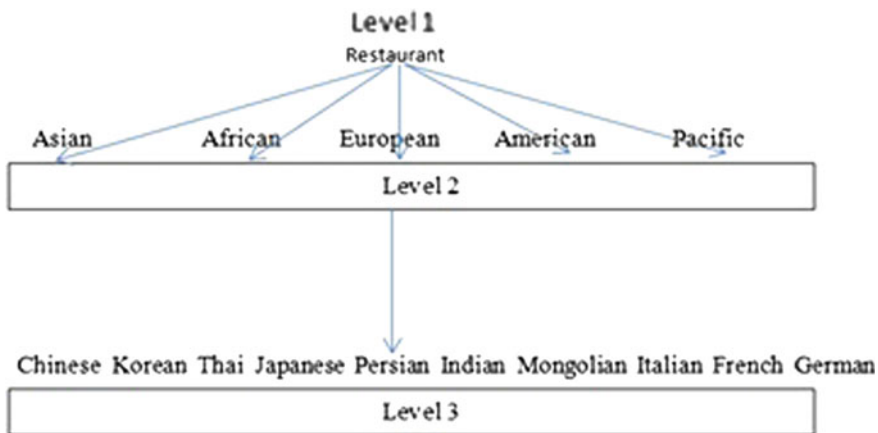 Level 1
Restaurant
Asian African European American Pacific
Level 2
Chinese Korean Thai Japanese Persian Indian Mongolian Italian French German
Level 3